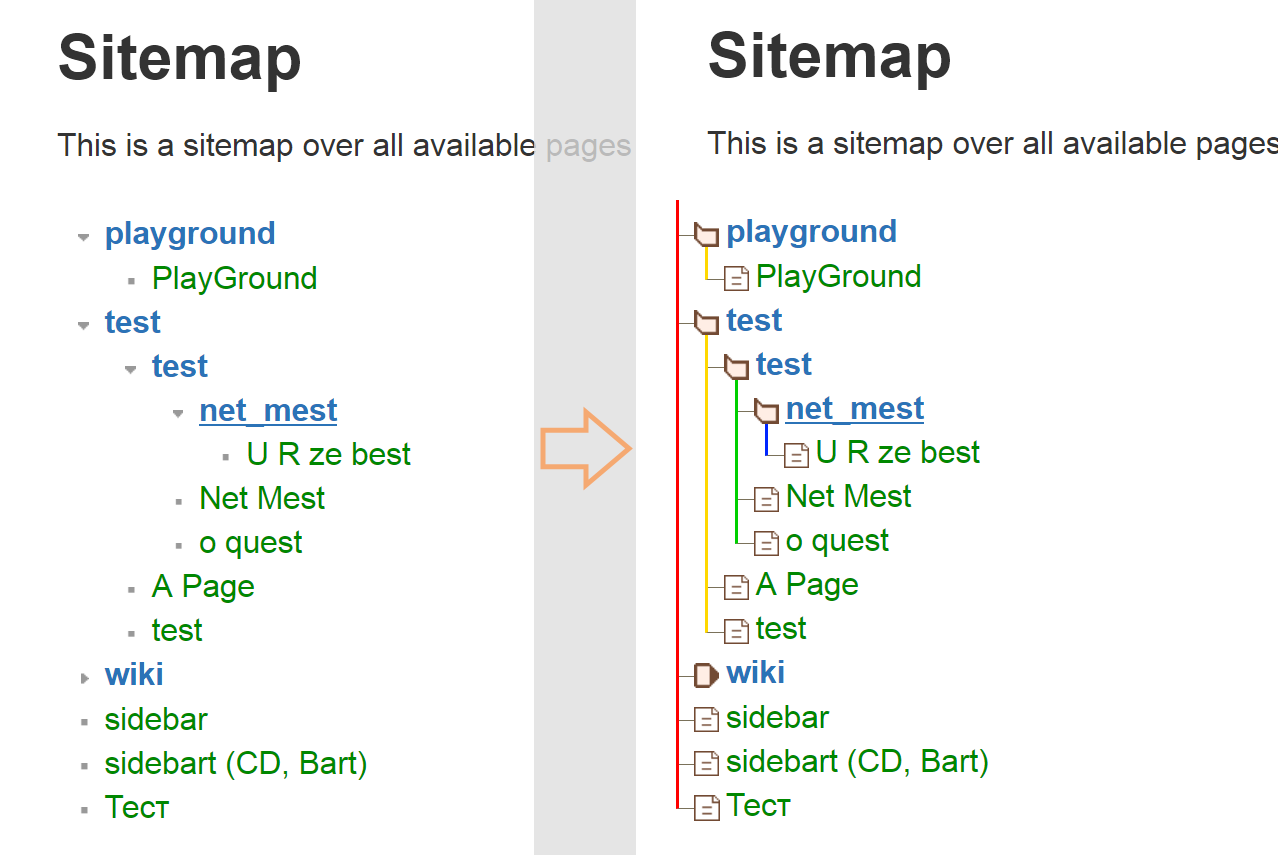 Sitemap
This is a sitemap over all available pages
playground
PlayGround
test
test
net_mest
U R ze best
Net Mest
o quest
A Page
test
wiki
sidebar
sidebart (CD, Bart)
Тест
Sitemap
This is a sitemap over all available pages
playground
PlayGround
test
test
net_mest
U R ze best
Net Mest
o quest
A Page
test
wiki
sidebar
sidebart (CD, Bart)
Тест